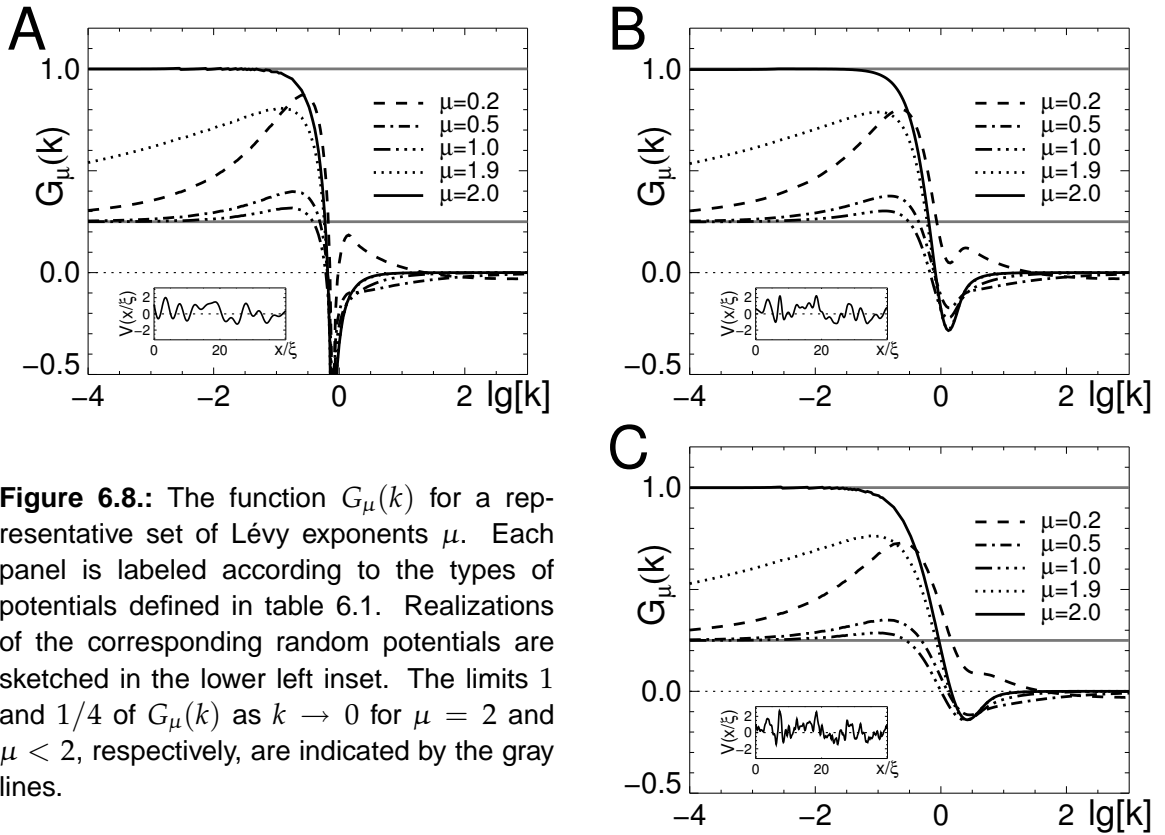 A
G_μ(k)
1.0
0.0
−0.5
μ=0.2
μ=0.5
μ=1.0
μ=1.9
μ=2.0
V(x/ξ)
2
0
−2
0 20 x/ξ
−4 −2 0 2 lg[k]
B
G_μ(k)
1.0
0.0
−0.5
μ=0.2
μ=0.5
μ=1.0
μ=1.9
μ=2.0
V(x/ξ)
2
0
−2
0 20 x/ξ
−4 −2 0 2 lg[k]
Figure 6.8.: The function G_μ(k) for a rep-
resentative set of Lévy exponents μ. Each
panel is labeled according to the types of
potentials defined in table 6.1. Realizations
of the corresponding random potentials are
sketched in the lower left inset. The limits 1
and 1/4 of G_μ(k) as k → 0 for μ = 2 and
μ < 2, respectively, are indicated by the gray
lines.
C
G_μ(k)
1.0
0.0
−0.5
μ=0.2
μ=0.5
μ=1.0
μ=1.9
μ=2.0
V(x/ξ)
2
0
−2
0 20 x/ξ
−4 −2 0 2 lg[k]